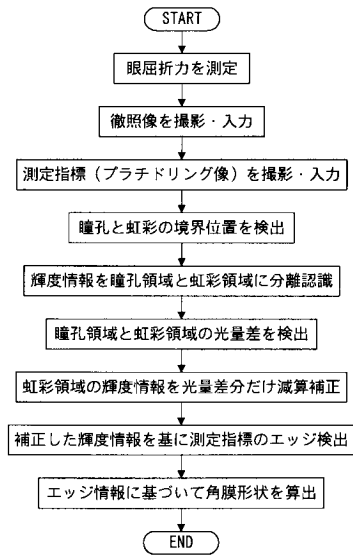 START
眼屈折力を測定
徹照像を撮影・入力
測定指標（プラチドリング像）を撮影・入力
瞳孔と虹彩の境界位置を検出
輝度情報を瞳孔領域と虹彩領域に分離認識
瞳孔領域と虹彩領域の光量差を検出
虹彩領域の輝度情報を光量差分だけ減算補正
補正した輝度情報を基に測定指標のエッジ検出
エッジ情報に基づいて角膜形状を算出
END